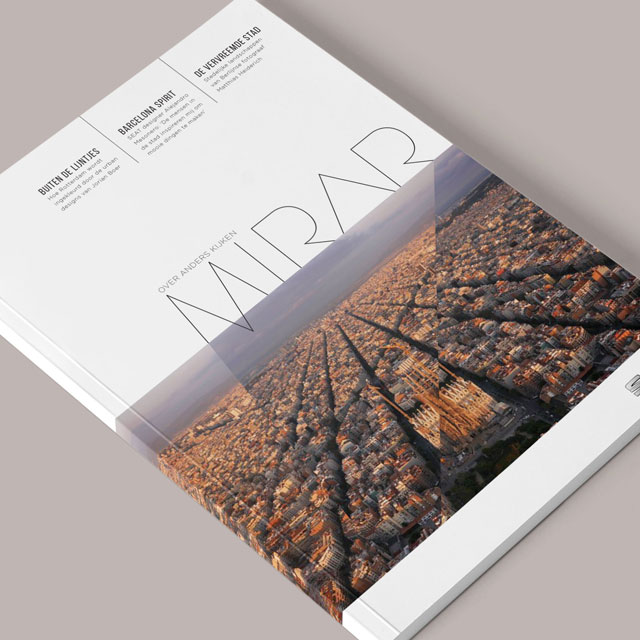 BUITEN DE LIJNTJES
Hoe Rotterdam wordt
ingekleurd door de urban
designs van Jorian Boer
BARCELONA SPIRIT
SEAT designer Alejandro
Mesonero: 'De mensen in
de stad inspireren mij om
mooie dingen te maken'
DE VERVREEMDE STAD
Stedelijke landschappen
van Berlijnse fotograaf
Matthias Heiderich
OVER ANDERS KIJKEN
MIRAR